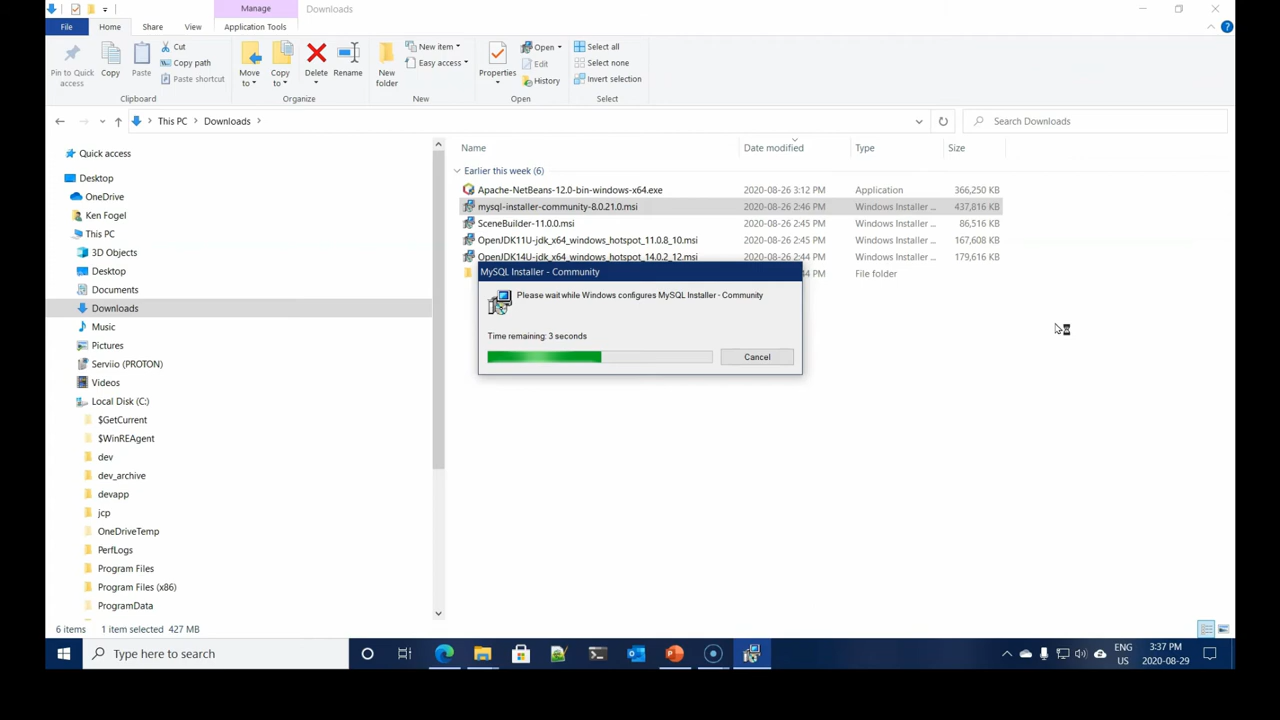 Manage
Downloads
File
Home
Share
View
Application Tools
Pin to Quick access
Copy
Paste
Cut
Copy path
Paste shortcut
Clipboard
Move to
Copy to
Delete
Rename
Organize
New folder
New item
Easy access
New
Properties
Open
Edit
History
Open
Select all
Select none
Invert selection
Select
This PC > Downloads >
Search Downloads
Name Date modified Type Size
Earlier this week (6)
Apache-NetBeans-12.0-bin-windows-x64.exe 2020-08-26 3:12 PM Application 366,250 KB
mysql-installer-community-8.0.21.0.msi 2020-08-26 2:46 PM Windows Installer ... 437,816 KB
SceneBuilder-11.0.0.msi 2020-08-26 2:45 PM Windows Installer ... 86,516 KB
OpenJDK11U-jdk_x64_windows_hotspot_11.0.8_10.msi 2020-08-26 2:45 PM Windows Installer ... 167,608 KB
OpenJDK14U-jdk_x64_windows_hotspot_14.0.2_12.msi 2020-08-26 2:44 PM Windows Installer ... 179,616 KB
4 PM File folder
MySQL Installer - Community
Please wait while Windows configures MySQL Installer - Community
Time remaining: 3 seconds
Cancel
Quick access
Desktop
OneDrive
Ken Fogel
This PC
3D Objects
Desktop
Documents
Downloads
Music
Pictures
Serviio (PROTON)
Videos
Local Disk (C:)
$GetCurrent
$WinREAgent
dev
dev_archive
devapp
jcp
OneDriveTemp
PerfLogs
Program Files
Program Files (x86)
ProgramData
6 items 1 item selected 427 MB
Type here to search
ENG
US
3:37 PM
2020-08-29